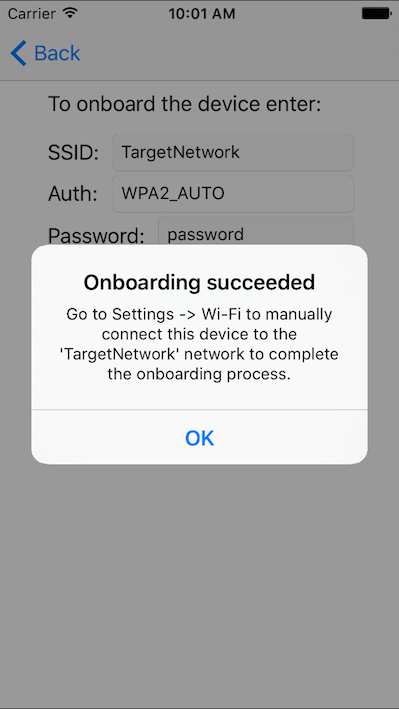 Carrier 10:01 AM
Back
To onboard the device enter:
SSID: TargetNetwork
Auth: WPA2_AUTO
Password: password
Onboarding succeeded
Go to Settings -> Wi-Fi to manually
connect this device to the
'TargetNetwork' network to complete
the onboarding process.
OK